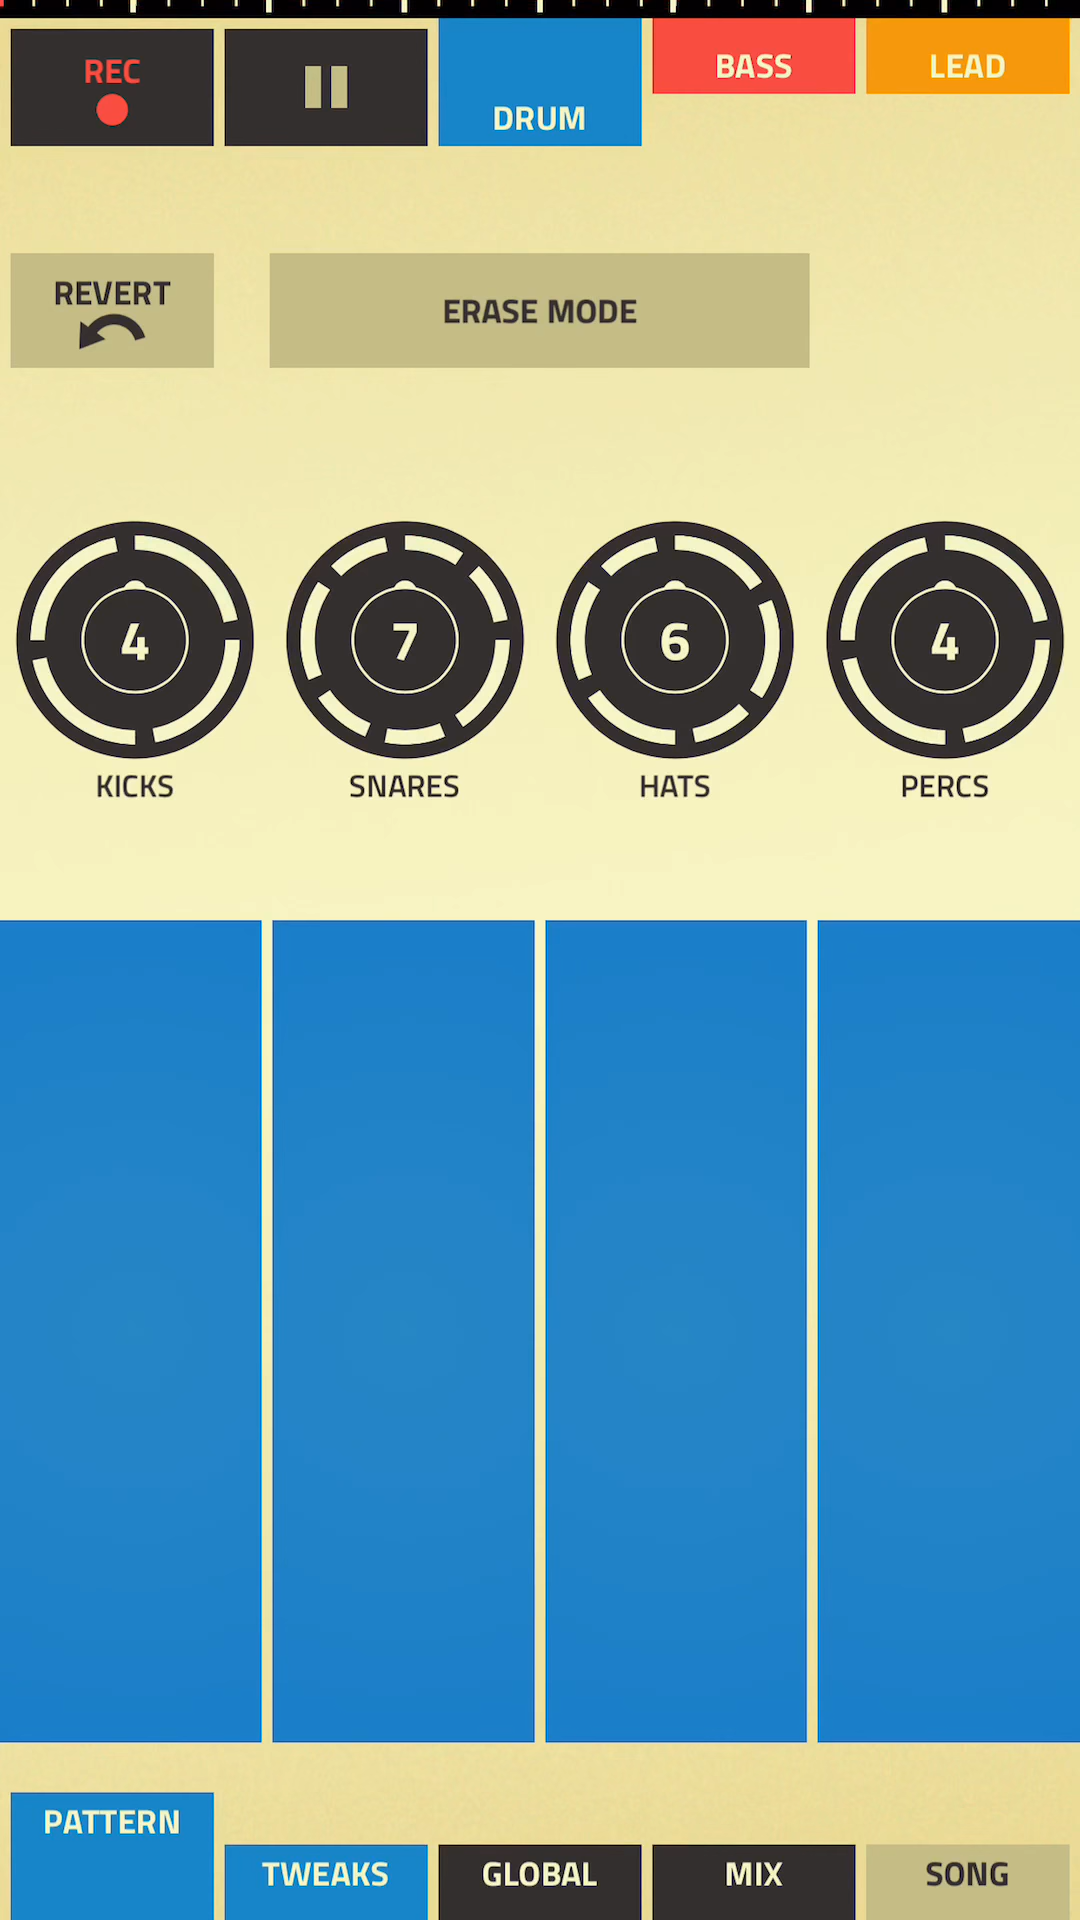 REC
DRUM
BASS
LEAD
REVERT
ERASE MODE
4
7
6
4
KICKS
SNARES
HATS
PERCS
PATTERN
TWEAKS
GLOBAL
MIX
SONG